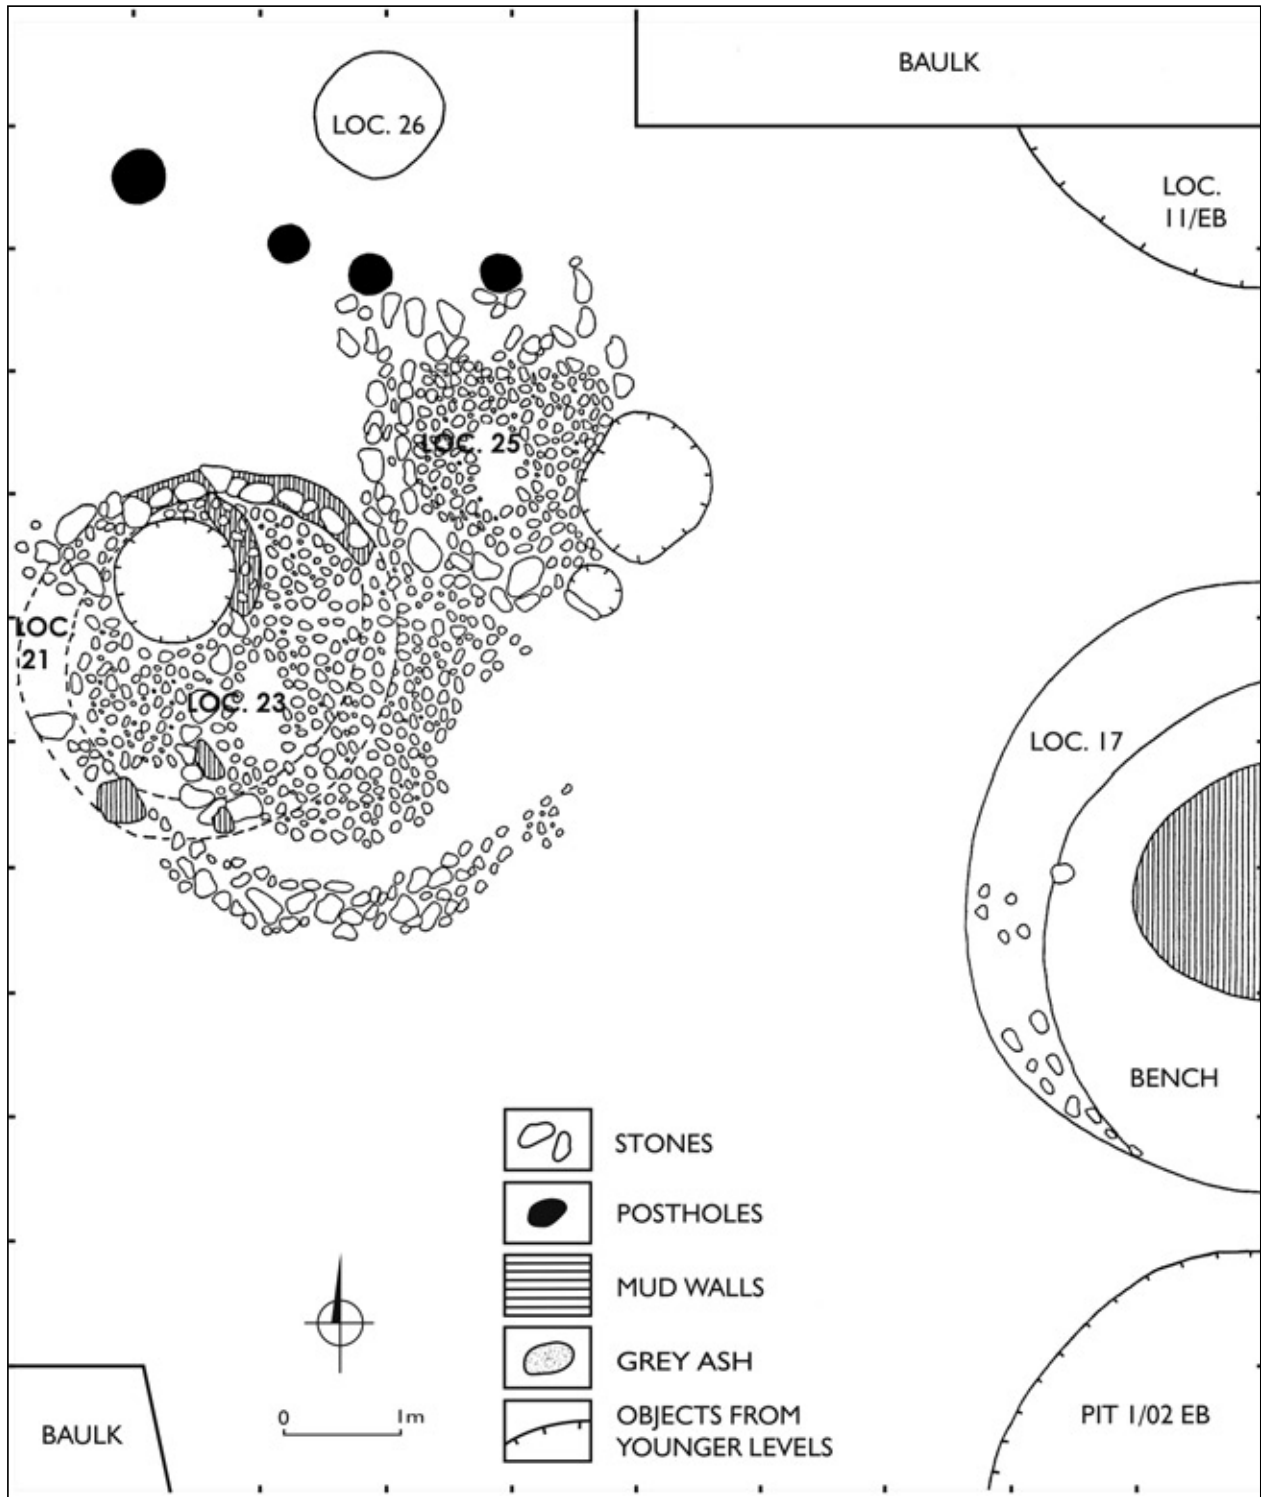 BAULK
LOC. 26
LOC.
11/EB
LOC. 25
LOC
21
LOC. 23
LOC. 17
BENCH
STONES
POSTHOLES
MUD WALLS
GREY ASH
OBJECTS FROM
YOUNGER LEVELS
0 1m
BAULK
PIT 1/02 EB